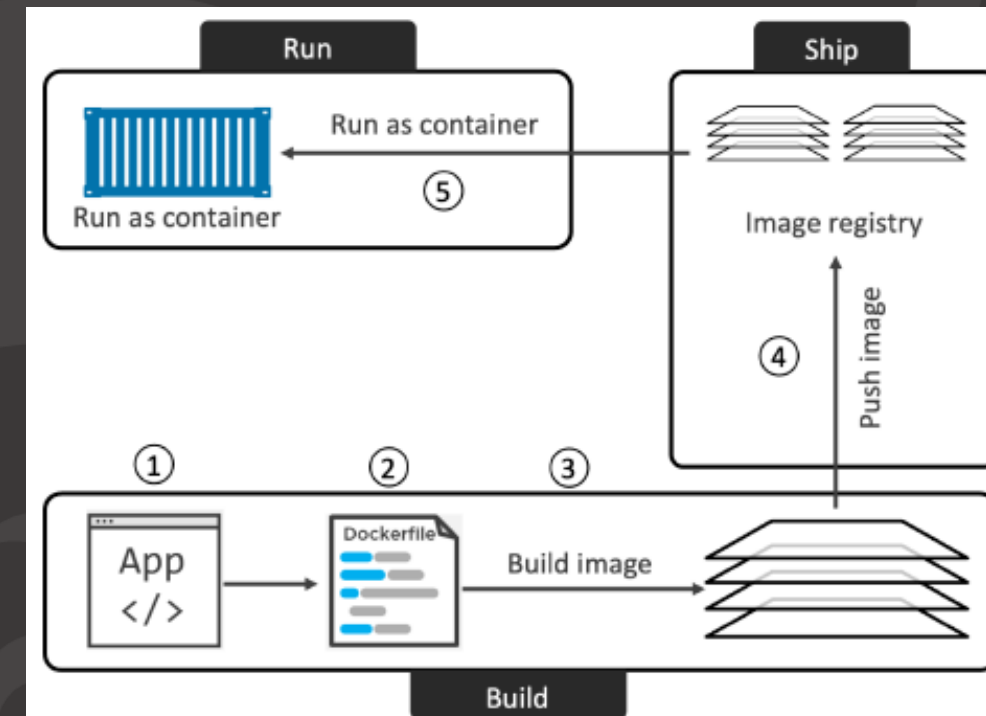 Run
Ship
Run as container
⑤
Run as container
Image registry
Push image
④
①
②
③
App
</>
Dockerfile
Build image
Build